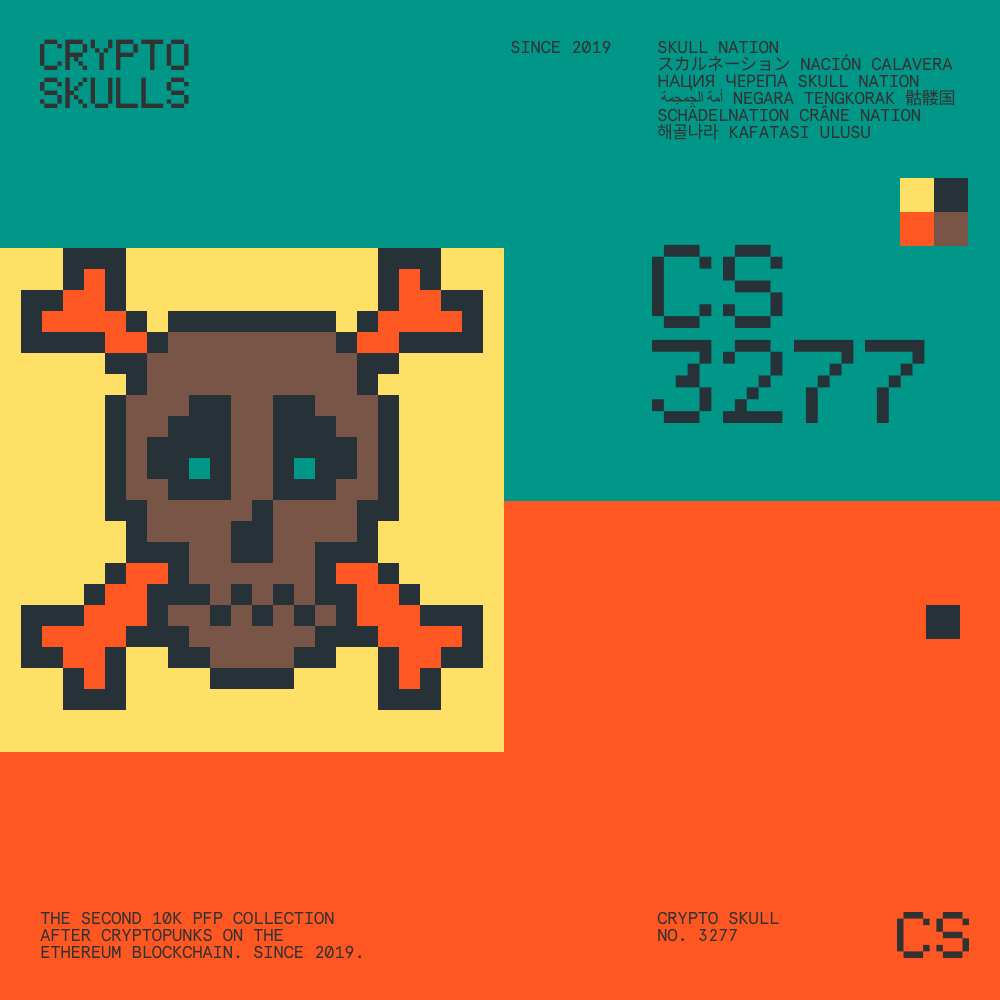 CRYPTO
SKULLS
SINCE 2019
SKULL NATION
スカルネーション NACIÓN CALAVERA
НАЦИЯ ЧЕРЕПА SKULL NATION
أمة الجمجمة NEGARA TENGKORAK 骷髅国
SCHÄDELNATION CRÂNE NATION
해골나라 KAFATASI ULUSU
CS
3277
THE SECOND 10K PFP COLLECTION
AFTER CRYPTOPUNKS ON THE
ETHEREUM BLOCKCHAIN. SINCE 2019.
CRYPTO SKULL
NO. 3277
CS